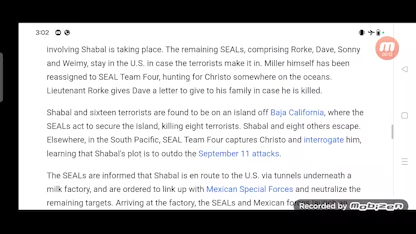 3:02
involving Shabal is taking place. The remaining SEALs, comprising Rorke, Dave, Sonny
and Weimy, stay in the U.S. in case the terrorists make it in. Miller himself has been
reassigned to SEAL Team Four, hunting for Christo somewhere on the oceans.
Lieutenant Rorke gives Dave a letter to give to his family in case he is killed.
Shabal and sixteen terrorists are found to be on an island off Baja California, where the
SEALs act to secure the island, killing eight terrorists. Shabal and eight others escape.
Elsewhere, in the South Pacific, SEAL Team Four captures Christo and interrogate him,
learning that Shabal's plot is to outdo the September 11 attacks.
The SEALs are informed that Shabal is en route to the U.S. via tunnels underneath a
milk factory, and are ordered to link up with Mexican Special Forces and neutralize the
remaining targets. Arriving at the factory, the SEALs and Mexican
Recorded by Mobizen